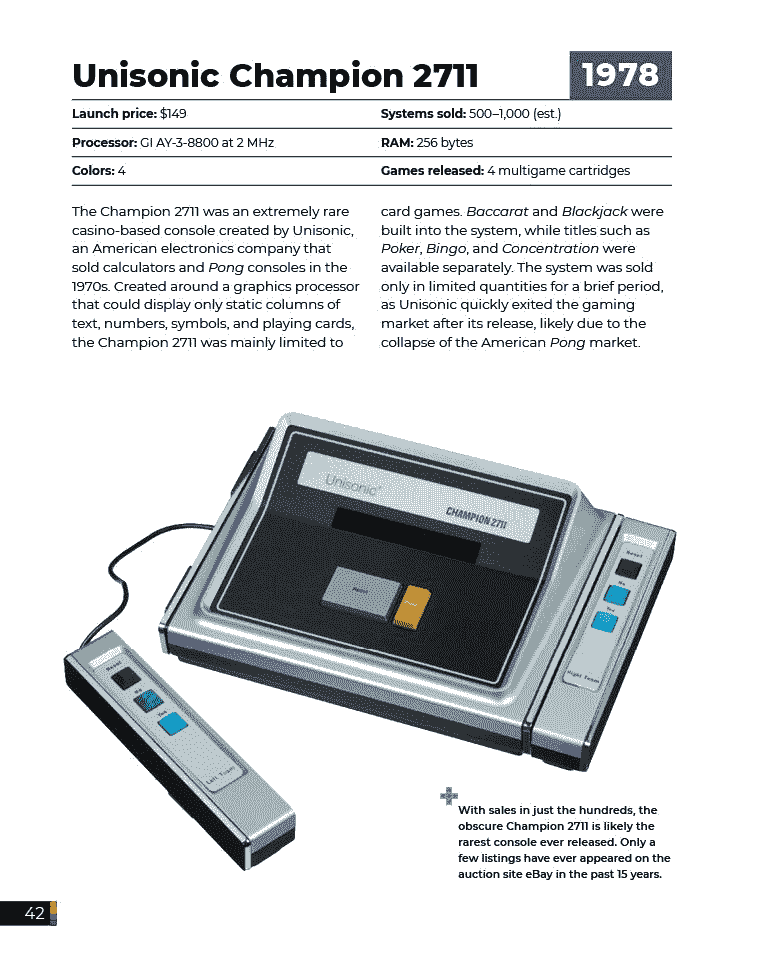 Unisonic Champion 2711
1978
Launch price: $149
Systems sold: 500–1,000 (est.)
Processor: GI AY-3-8800 at 2 MHz
RAM: 256 bytes
Colors: 4
Games released: 4 multigame cartridges
The Champion 2711 was an extremely rare
casino-based console created by Unisonic,
an American electronics company that
sold calculators and Pong consoles in the
1970s. Created around a graphics processor
that could display only static columns of
text, numbers, symbols, and playing cards,
the Champion 2711 was mainly limited to
card games. Baccarat and Blackjack were
built into the system, while titles such as
Poker, Bingo, and Concentration were
available separately. The system was sold
only in limited quantities for a brief period,
as Unisonic quickly exited the gaming
market after its release, likely due to the
collapse of the American Pong market.
Unisonic
CHAMPION 2711
Reset
No
Yes
Right Team
Reset
No
Yes
Left Team
With sales in just the hundreds, the
obscure Champion 2711 is likely the
rarest console ever released. Only a
few listings have ever appeared on the
auction site eBay in the past 15 years.
42